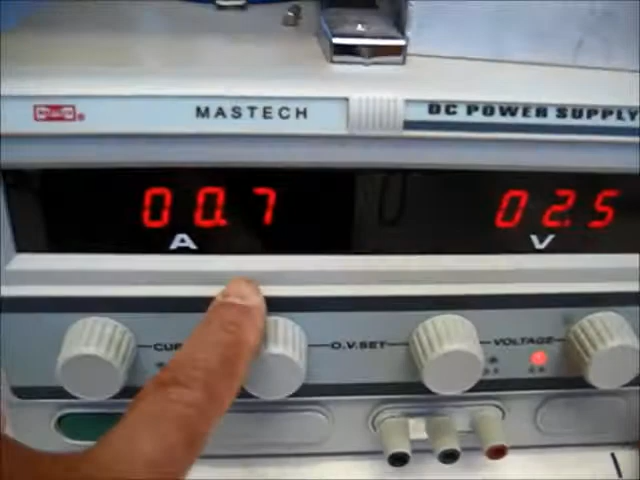 MASTECH
DC POWER SUPPLY
00.7
02.5
A
V
O.V.SET
VOLTAGE